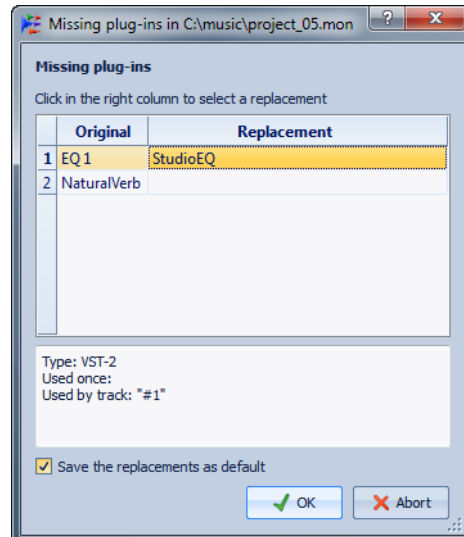 Missing plug-ins in C:\music\project_05.mon
?
X
Missing plug-ins
Click in the right column to select a replacement
Original Replacement
1 EQ 1 StudioEQ
2 NaturalVerb
Type: VST-2
Used once:
Used by track: "#1"
Save the replacements as default
OK Abort